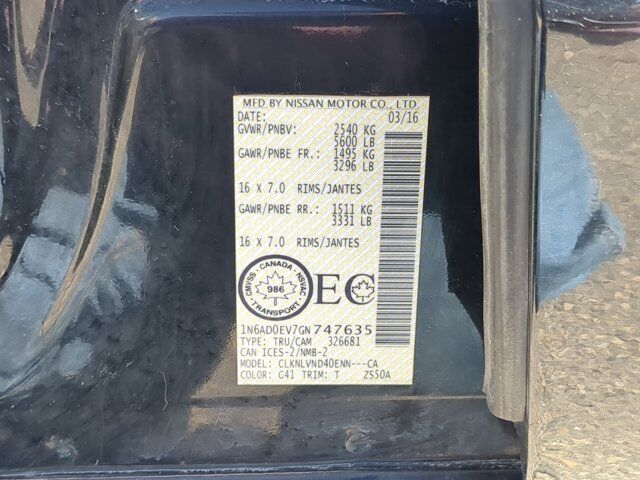 MFD BY NISSAN MOTOR CO., LTD.
DATE: 03/16
GVWR/PNBV: 2540 KG
5600 LB
GAWR/PNBE FR.: 1495 KG
3296 LB
16 X 7.0 RIMS/JANTES
GAWR/PNBE RR.: 1511 KG
3331 LB
16 X 7.0 RIMS/JANTES
CMVSS · CANADA · NSVAC
986
TRANSPORT
EC
1N6AD0EV7GN747635
TYPE: TRU/CAM 326681
CAN ICES-2/NMB-2
MODEL: CLKNLVND40ENN---CA
COLOR: C41 TRIM: T ZS50A